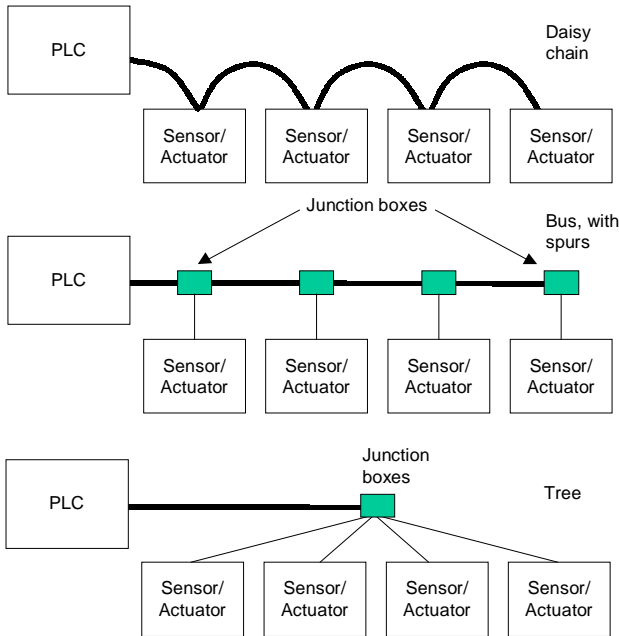 PLC
Daisy
chain
Sensor/
Actuator
Sensor/
Actuator
Sensor/
Actuator
Sensor/
Actuator
Junction boxes
Bus, with
spurs
PLC
Sensor/
Actuator
Sensor/
Actuator
Sensor/
Actuator
Sensor/
Actuator
Junction
boxes
PLC
Tree
Sensor/
Actuator
Sensor/
Actuator
Sensor/
Actuator
Sensor/
Actuator